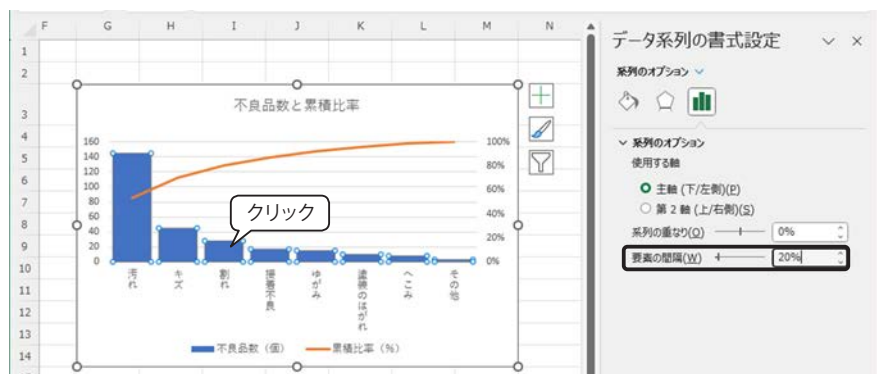 F G H I J K L M N
1
2
3
4
5
6
7
8
9
10
11
12
13
14
不良品数と累積比率
160
140
120
100
80
60
40
20
0
100%
80%
60%
40%
20%
0%
クリック
汚れ
キズ
割れ
接着不良
ゆがみ
塗装のはがれ
へこみ
その他
不良品数（個） 累積比率（%）
データ系列の書式設定
系列のオプション
系列のオプション
使用する軸
主軸 (下/左側)(P)
第 2 軸 (上/右側)(S)
系列の重なり(O) 0%
要素の間隔(W) 20%